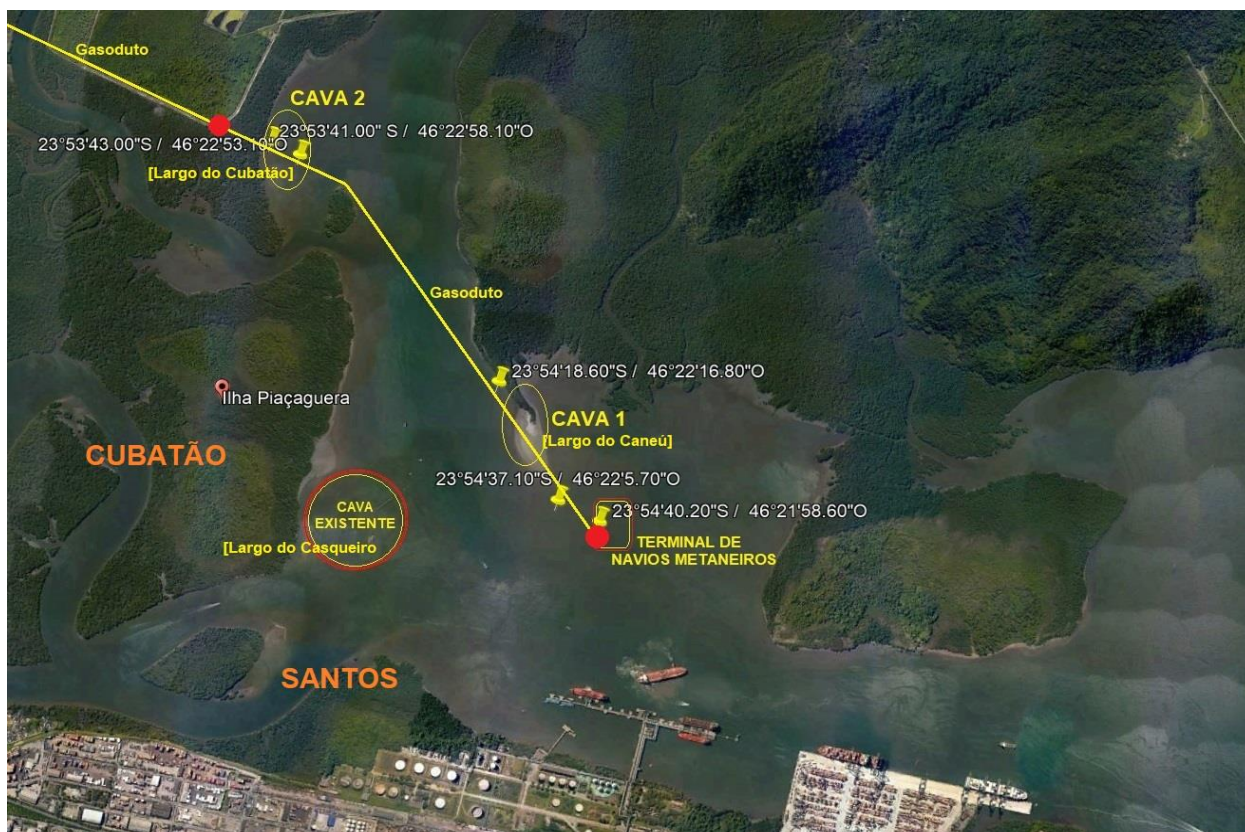 Gasoduto
CAVA 2
23°53'41.00" S / 46°22'58.10"O
23°53'43.00"S / 46°22'53.10"O
[Largo do Cubatão]
Gasoduto
23°54'18.60"S / 46°22'16.80"O
Ilha Piaçaguera
CAVA 1
[Largo do Caneú]
CUBATÃO
23°54'37.10"S / 46°22'5.70"O
CAVA
EXISTENTE
23°54'40.20"S / 46°21'58.60"O
[Largo do Casqueiro
TERMINAL DE
NAVIOS METANEIROS
SANTOS